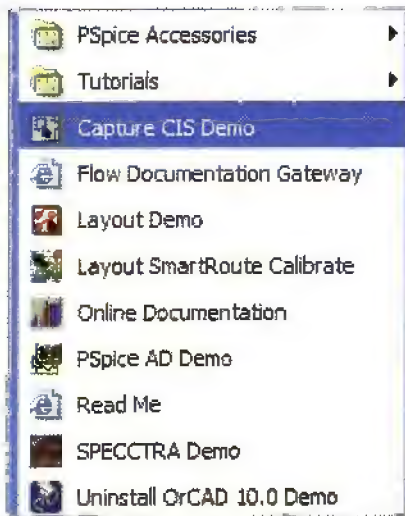 PSpice Accessories
Tutorials
Capture CIS Demo
Flow Documentation Gateway
Layout Demo
Layout SmartRoute Calibrate
Online Documentation
PSpice AD Demo
Read Me
SPECCTRA Demo
Uninstall OrCAD 10.0 Demo